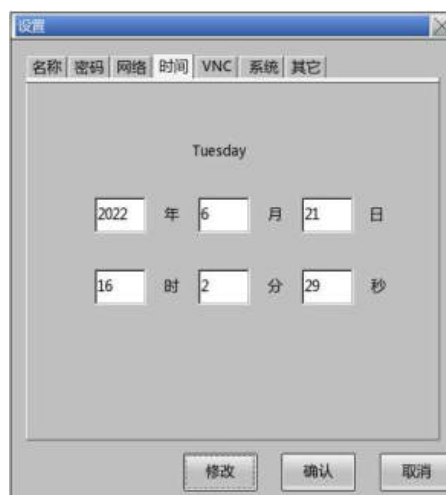 设置
名称 密码 网络 时间 VNC 系统 其它
Tuesday
2022 年 6 月 21 日
16 时 2 分 29 秒
修改 确认 取消